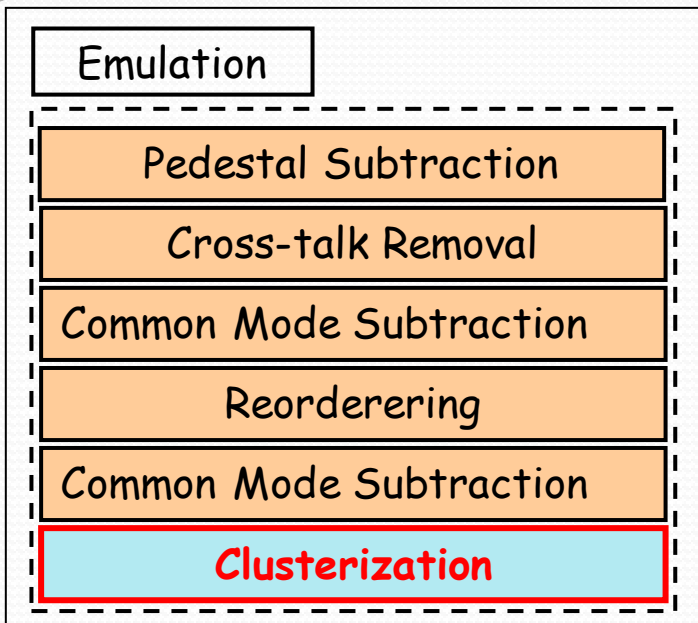 Emulation
Pedestal Subtraction
Cross-talk Removal
Common Mode Subtraction
Reorderering
Common Mode Subtraction
Clusterization